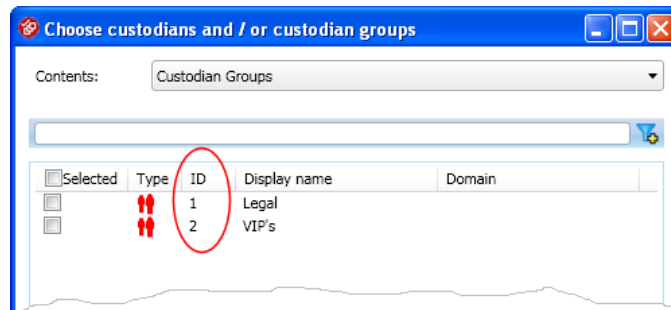 Choose custodians and / or custodian groups
Contents: Custodian Groups
Selected Type ID Display name Domain
1 Legal
2 VIP's